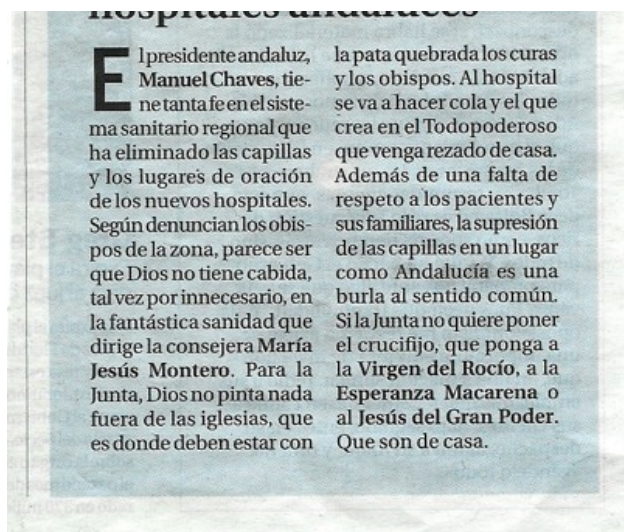 hospitales andaluces
El presidente andaluz,
Manuel Chaves, tie-
ne tanta fe en el siste-
ma sanitario regional que
ha eliminado las capillas
y los lugares de oración
de los nuevos hospitales.
Según denuncian los obis-
pos de la zona, parece ser
que Dios no tiene cabida,
tal vez por innecesario, en
la fantástica sanidad que
dirige la consejera María
Jesús Montero. Para la
Junta, Dios no pinta nada
fuera de las iglesias, que
es donde deben estar con
la pata quebrada los curas
y los obispos. Al hospital
se va a hacer cola y el que
crea en el Todopoderoso
que venga rezado de casa.
Además de una falta de
respeto a los pacientes y
sus familiares, la supresión
de las capillas en un lugar
como Andalucía es una
burla al sentido común.
Si la Junta no quiere poner
el crucifijo, que ponga a
la Virgen del Rocío, a la
Esperanza Macarena o
al Jesús del Gran Poder.
Que son de casa.